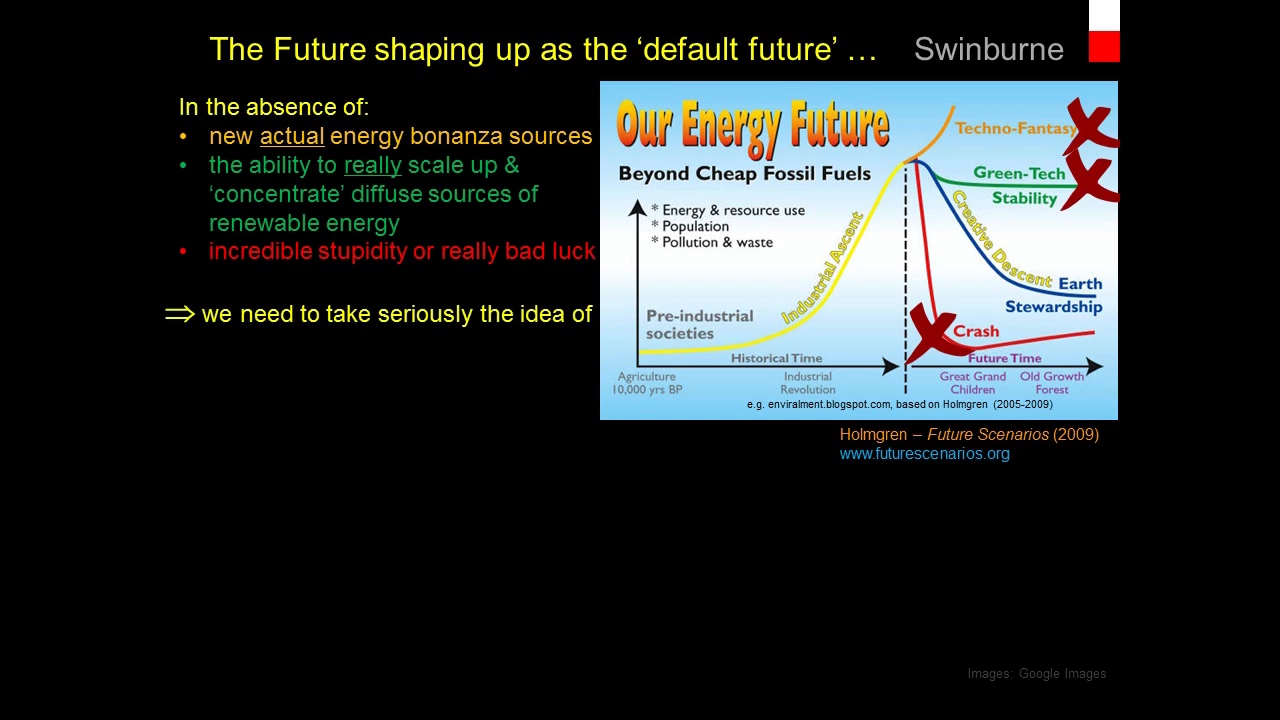 The Future shaping up as the ‘default future’ …
Swinburne
In the absence of:
• new actual energy bonanza sources
• the ability to really scale up &
‘concentrate’ diffuse sources of
renewable energy
• incredible stupidity or really bad luck
⇒ we need to take seriously the idea of
Our Energy Future
Beyond Cheap Fossil Fuels
* Energy & resource use
* Population
* Pollution & waste
Industrial Ascent
Pre-industrial
societies
Techno-Fantasy
Green-Tech
Stability
Creative Descent
Earth
Stewardship
Crash
Historical Time
Future Time
Agriculture
10,000 yrs BP
Industrial
Revolution
Great Grand
Children
Old Growth
Forest
e.g. enviralment.blogspot.com, based on Holmgren (2005-2009)
Holmgren – Future Scenarios (2009)
www.futurescenarios.org
Images: Google Images